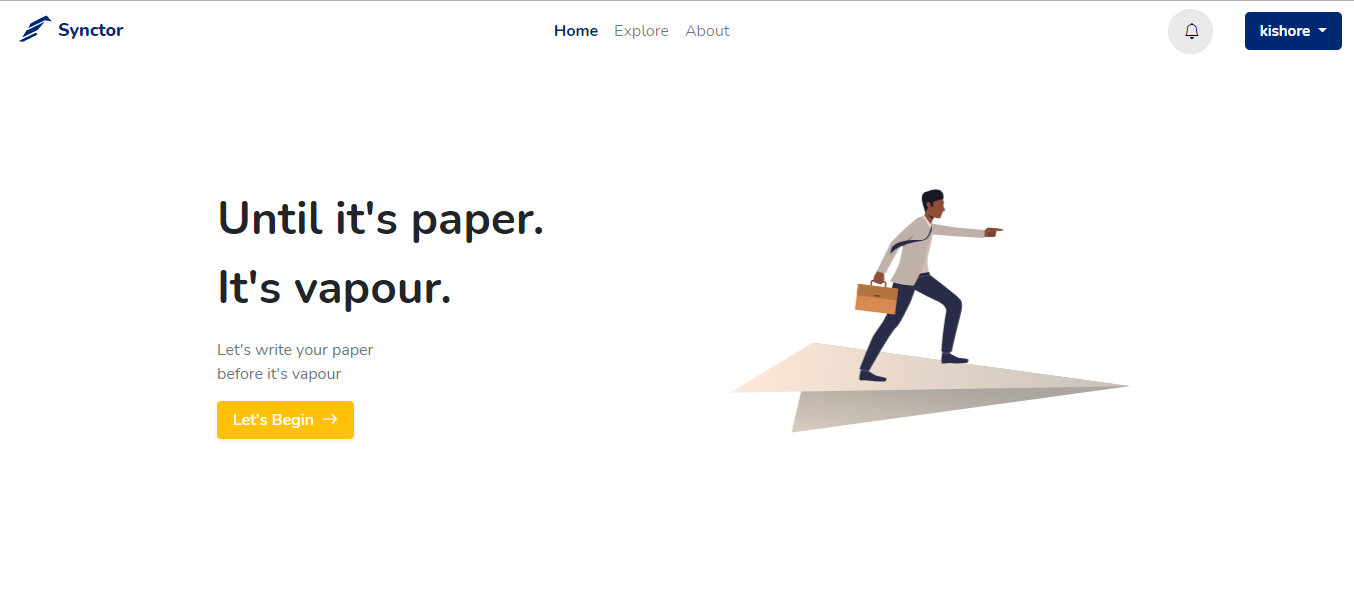 Synctor
Home Explore About
kishore
Until it's paper.
It's vapour.
Let's write your paper
before it's vapour
Let's Begin →